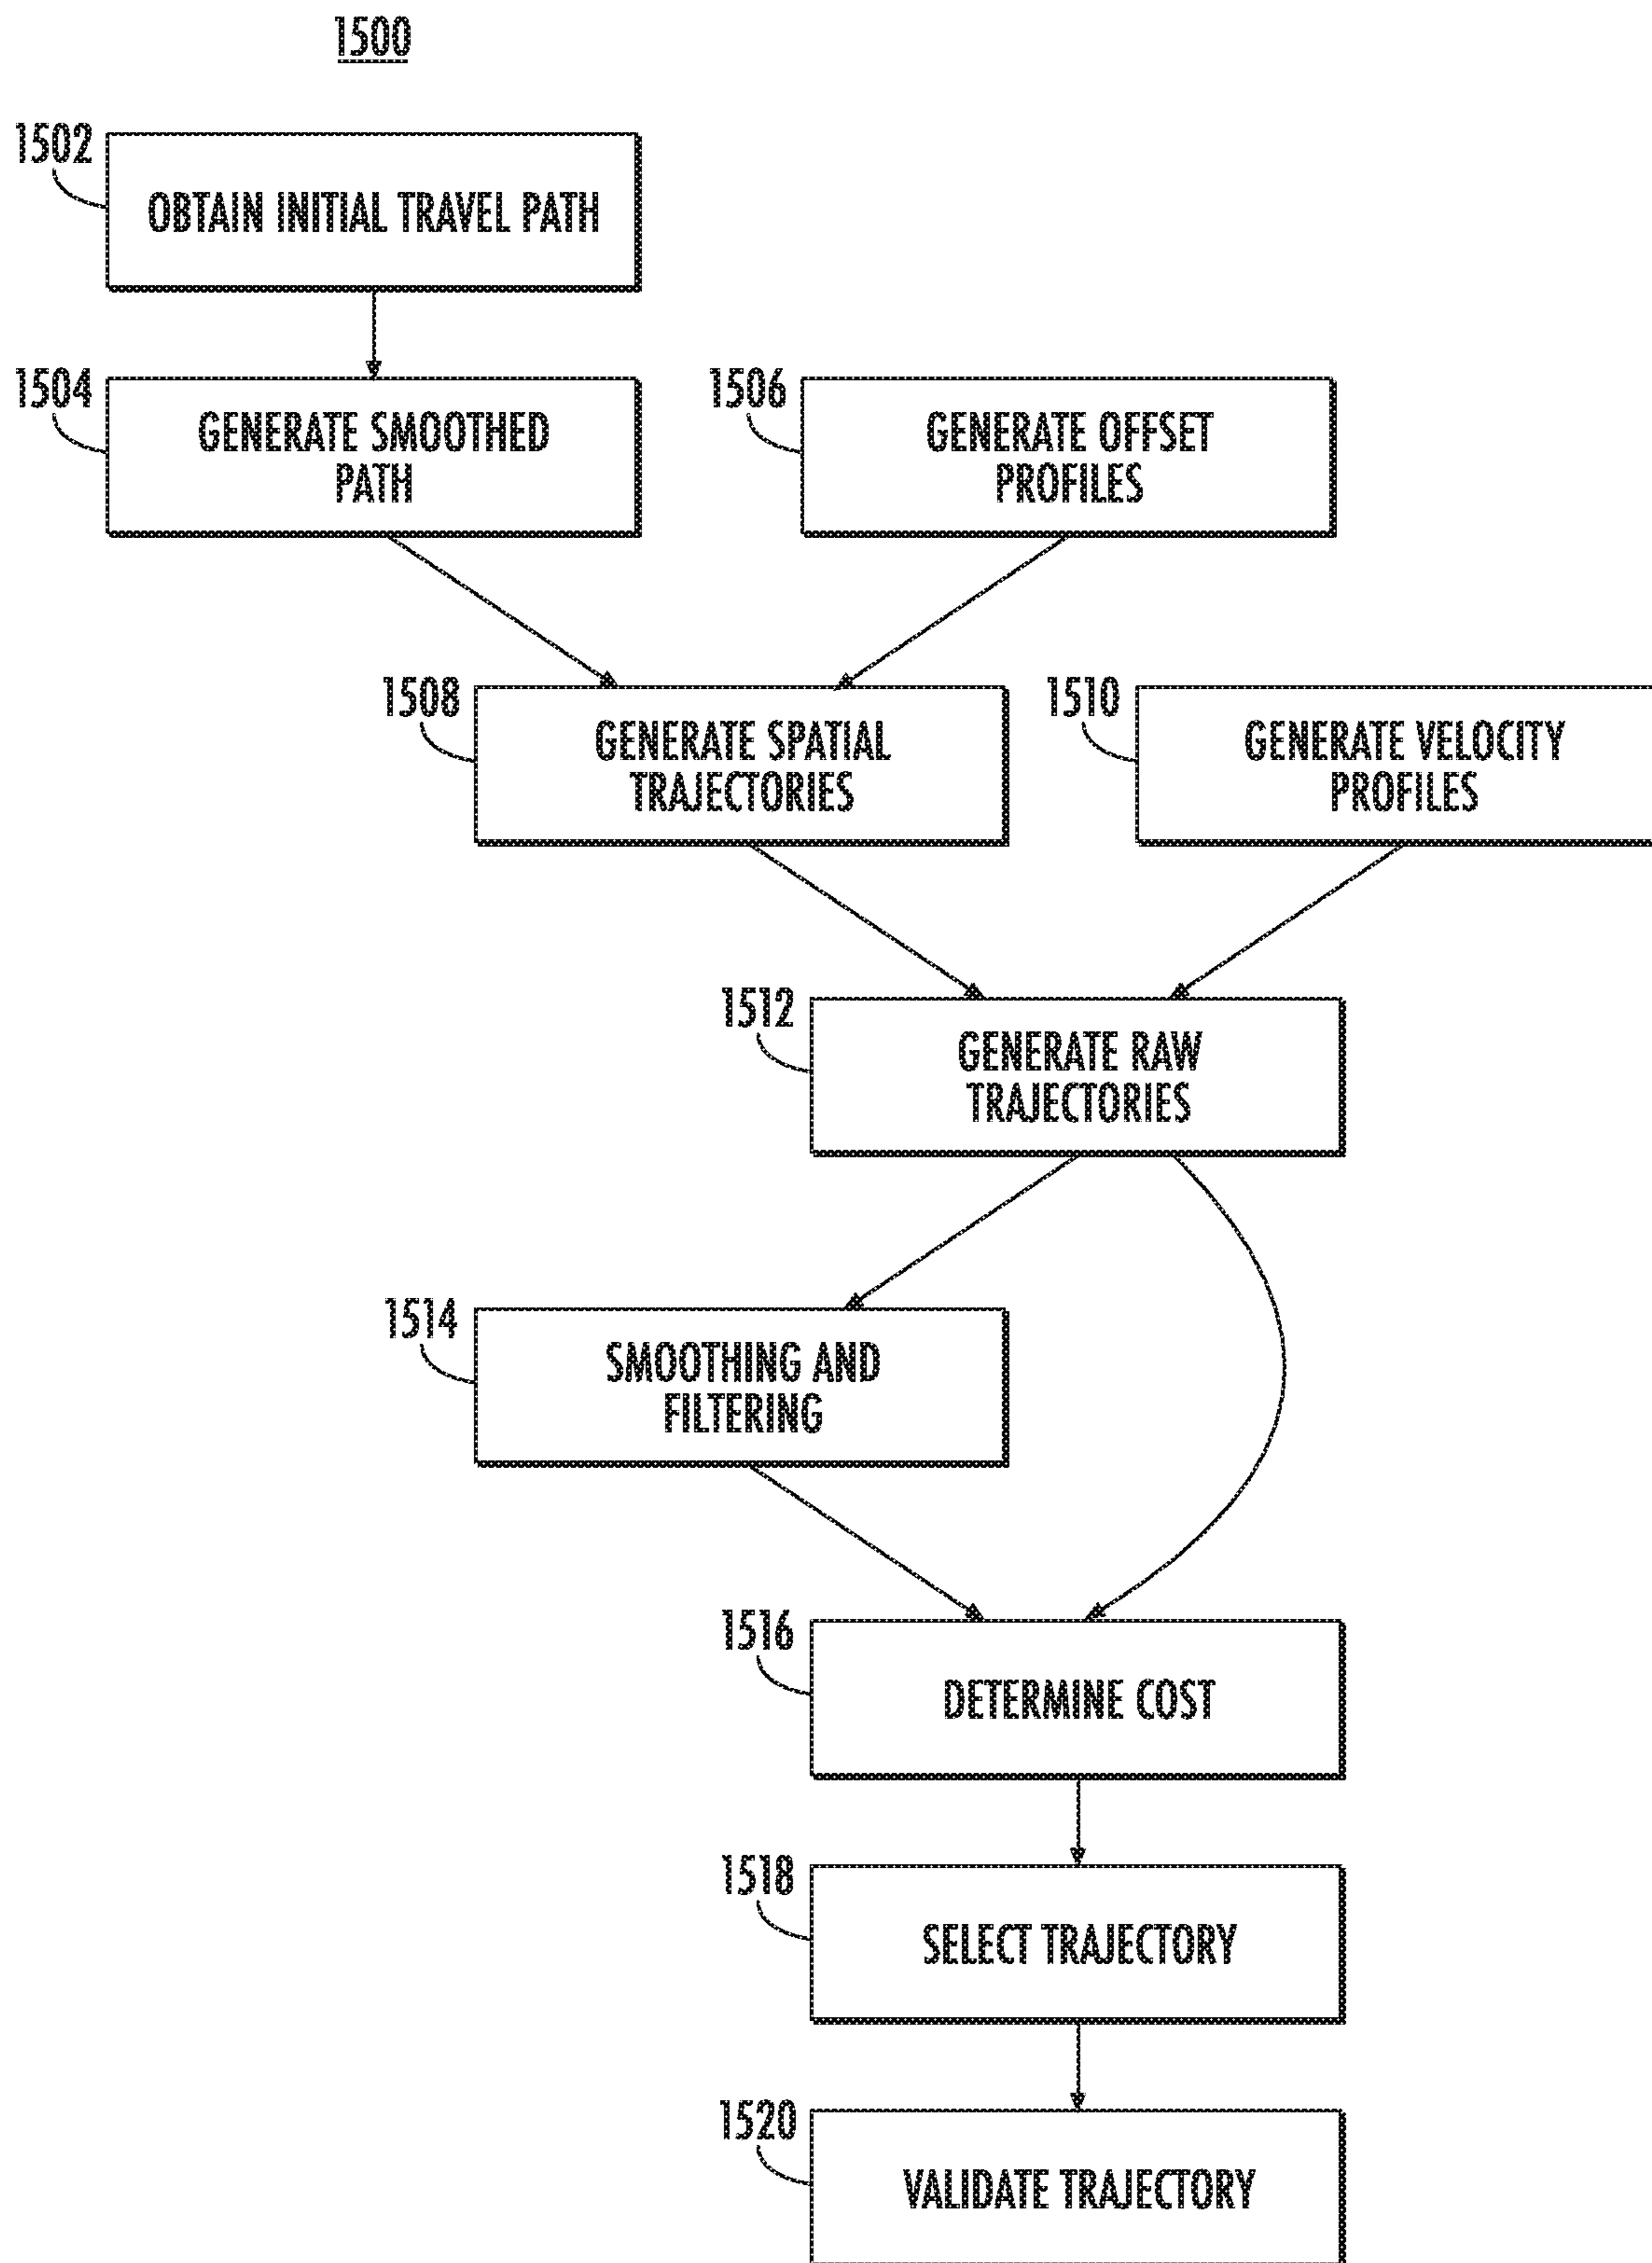 1500
1502
OBTAIN INITIAL TRAVEL PATH
1504
GENERATE SMOOTHED
PATH
1506
GENERATE OFFSET
PROFILES
1508
GENERATE SPATIAL
TRAJECTORIES
1510
GENERATE VELOCITY
PROFILES
1512
GENERATE RAW
TRAJECTORIES
1514
SMOOTHING AND
FILTERING
1516
DETERMINE COST
1518
SELECT TRAJECTORY
1520
VALIDATE TRAJECTORY